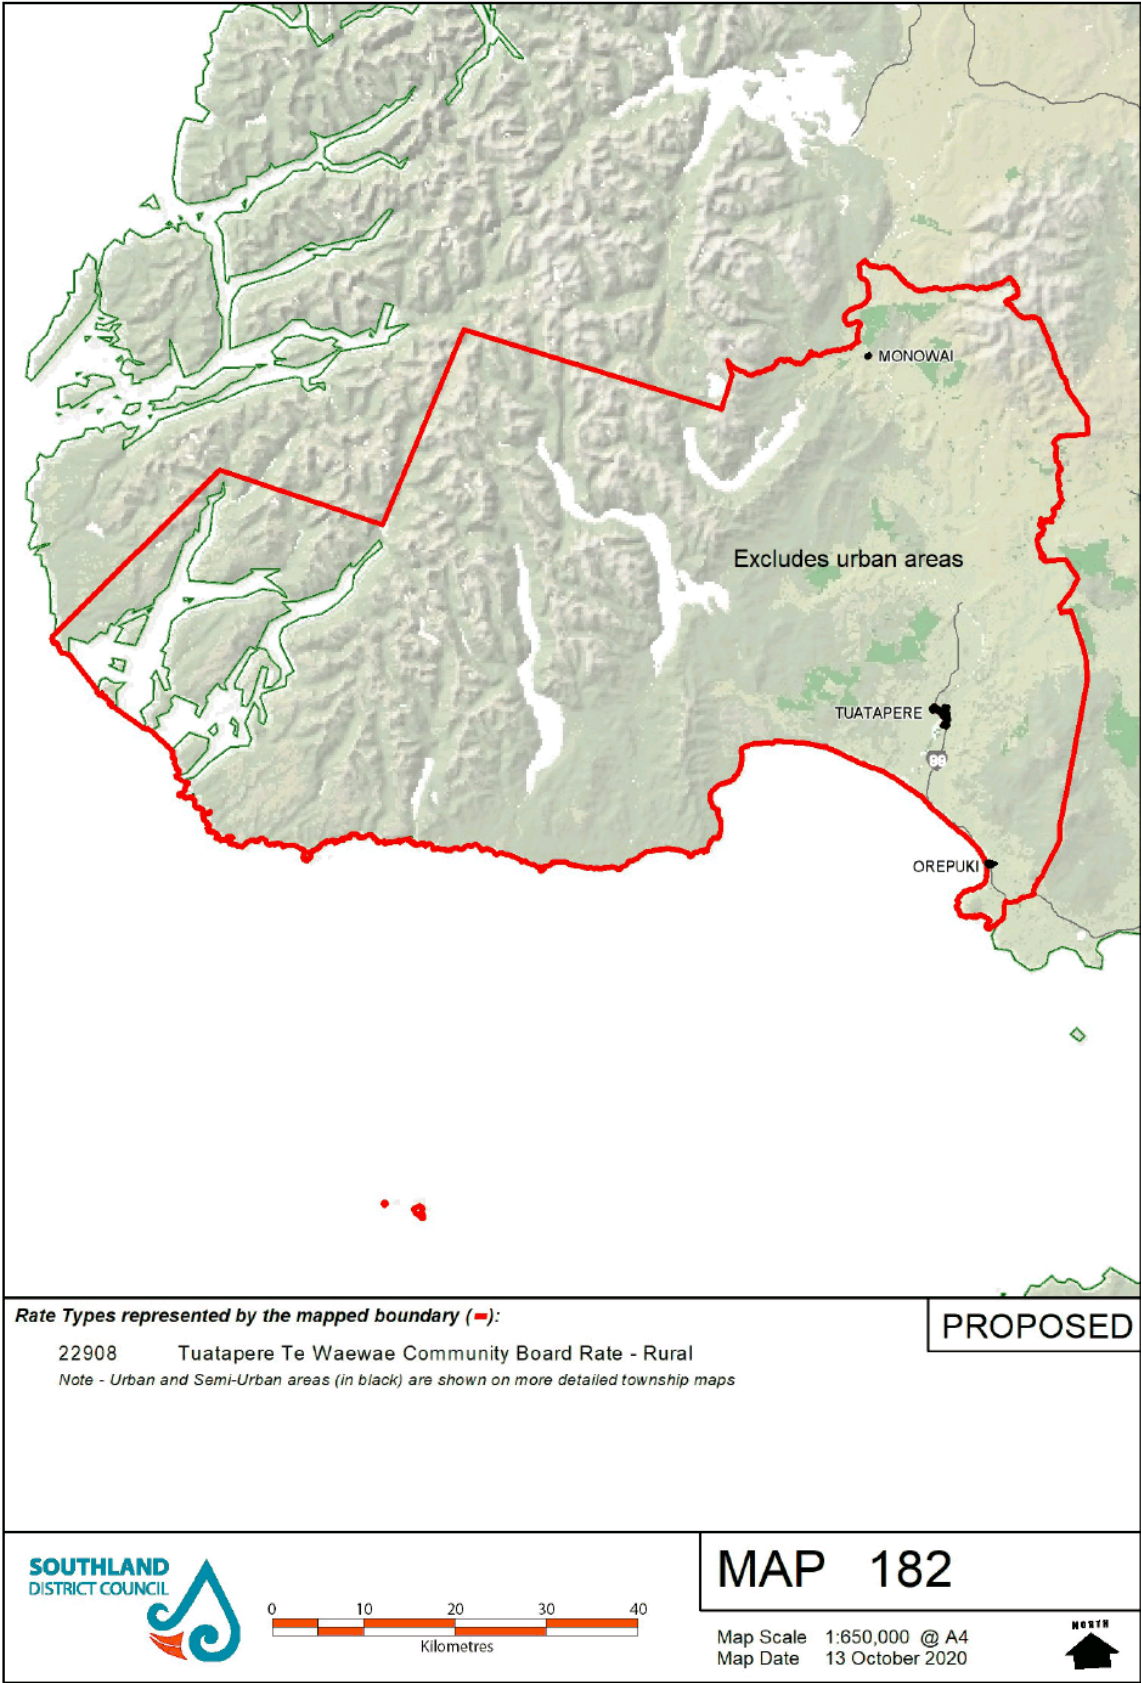 MONOWAI
Excludes urban areas
TUATAPERE
99
OREPUKI
Rate Types represented by the mapped boundary (-):
PROPOSED
22908 Tuatapere Te Waewae Community Board Rate - Rural
Note - Urban and Semi-Urban areas (in black) are shown on more detailed township maps
SOUTHLAND
DISTRICT COUNCIL
0 10 20 30 40
Kilometres
MAP 182
Map Scale 1:650,000 @ A4
Map Date 13 October 2020
NORTH